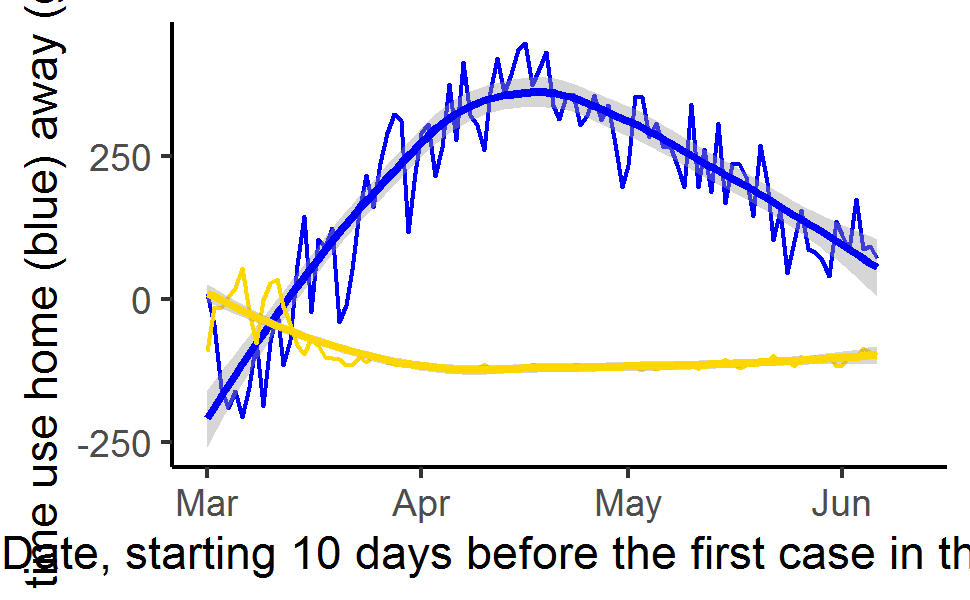 time use home (blue) away (
250
0
-250
Mar Apr May Jun
Date, starting 10 days before the first case in th